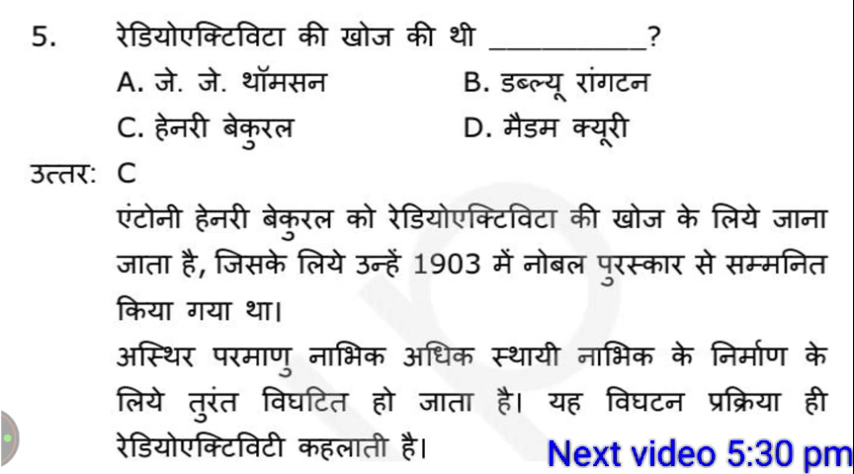 5. रेडियोएक्टिविटा की खोज की थी ___________?
A. जे. जे. थॉमसन B. डब्ल्यू रांगटन
C. हेनरी बेकुरल D. मैडम क्यूरी
उत्तर: C
एंटोनी हेनरी बेकुरल को रेडियोएक्टिविटा की खोज के लिये जाना
जाता है, जिसके लिये उन्हें 1903 में नोबल पुरस्कार से सम्मनित
किया गया था।
अस्थिर परमाणु नाभिक अधिक स्थायी नाभिक के निर्माण के
लिये तुरंत विघटित हो जाता है। यह विघटन प्रक्रिया ही
रेडियोएक्टिविटी कहलाती है।
Next video 5:30 pm